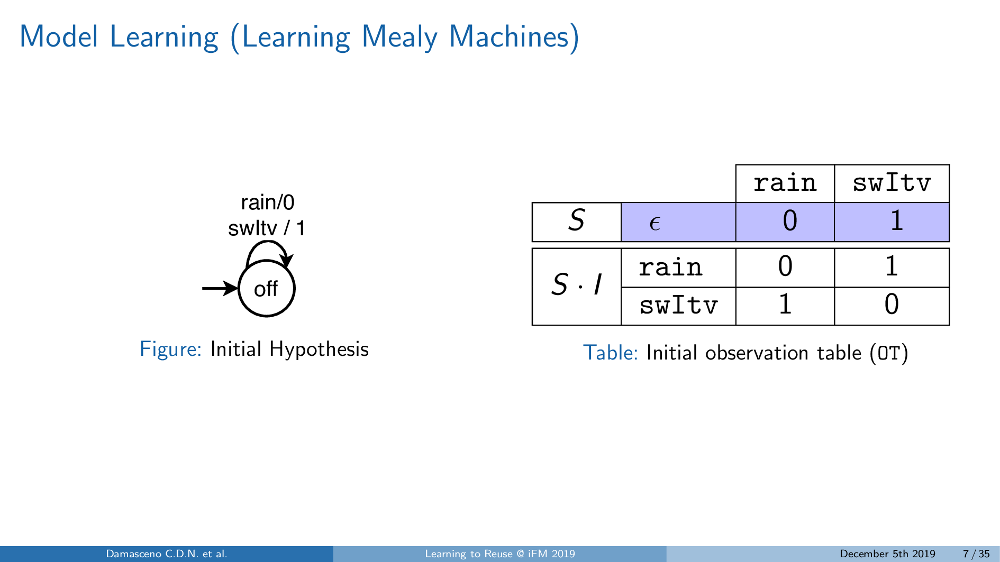 Model Learning (Learning Mealy Machines)
rain/0
swItv / 1
off
Figure: Initial Hypothesis
rain swItv
S ϵ 0 1
S · I rain 0 1
swItv 1 0
Table: Initial observation table (OT)
Damasceno C.D.N. et al. Learning to Reuse @ iFM 2019 December 5th 2019 7 / 35